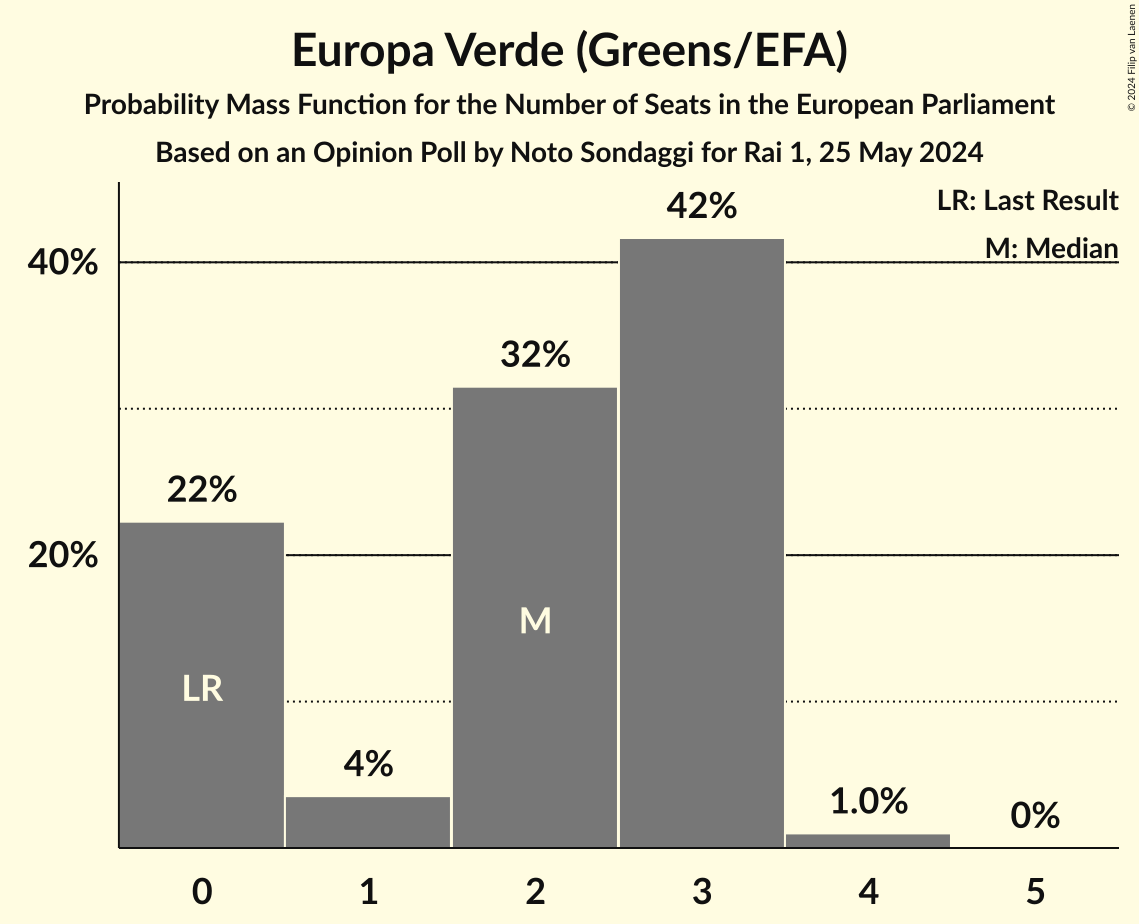 Europa Verde (Greens/EFA)
Probability Mass Function for the Number of Seats in the European Parliament
Based on an Opinion Poll by Noto Sondaggi for Rai 1, 25 May 2024
© 2024 Filip van Laenen
LR: Last Result
M: Median
42%
40%
32%
22%
20%
M
LR
4%
1.0%
0%
0 1 2 3 4 5